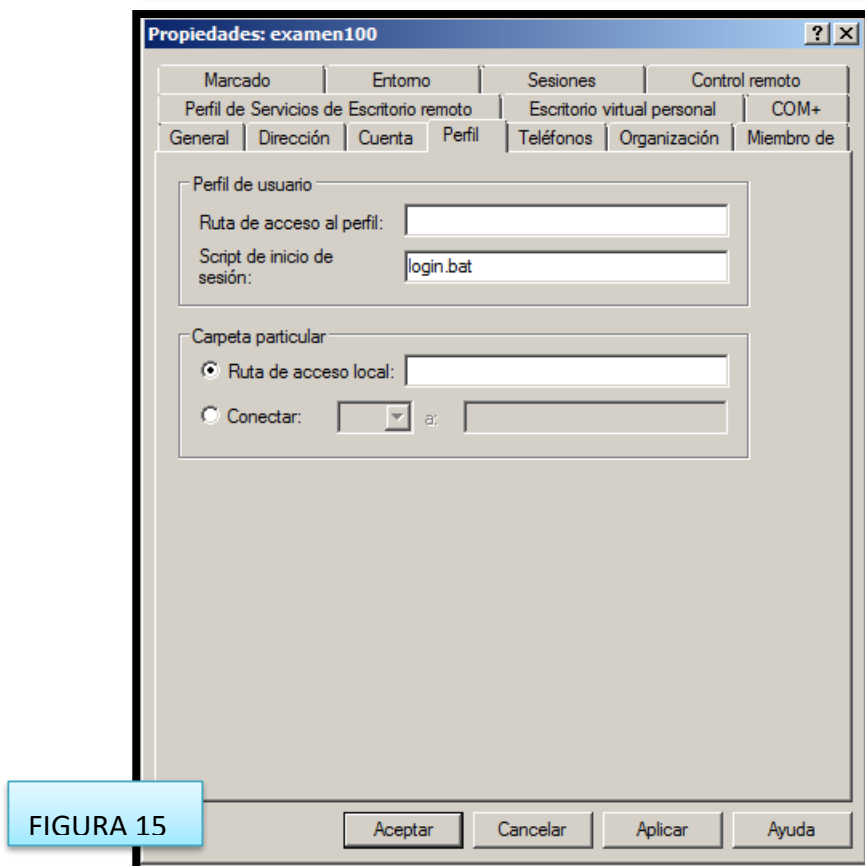 Propiedades: examen100
Marcado Entorno Sesiones Control remoto
Perfil de Servicios de Escritorio remoto Escritorio virtual personal COM+
General Dirección Cuenta Perfil Teléfonos Organización Miembro de
Perfil de usuario
Ruta de acceso al perfil:
Script de inicio de
sesión:
login.bat
Carpeta particular
Ruta de acceso local:
Conectar: a:
FIGURA 15
Aceptar Cancelar Aplicar Ayuda